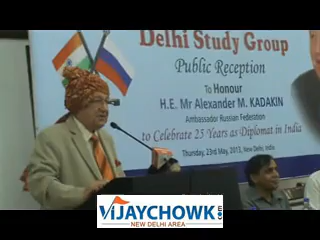 Delhi Study Group
Public Reception
To Honour
H.E. Mr Alexander M. KADAKIN
Ambassador Russian Federation
to Celebrate 25 Years as Diplomat in India
Thursday, 23rd May, 2013, New Delhi, India
VIJAYCHOWK.com
NEW DELHI AREA